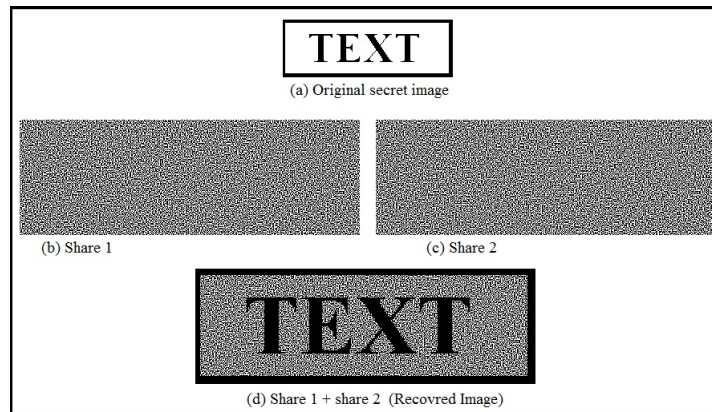 TEXT
(a) Original secret image
(b) Share 1
(c) Share 2
TEXT
(d) Share 1 + share 2 (Recovred Image)